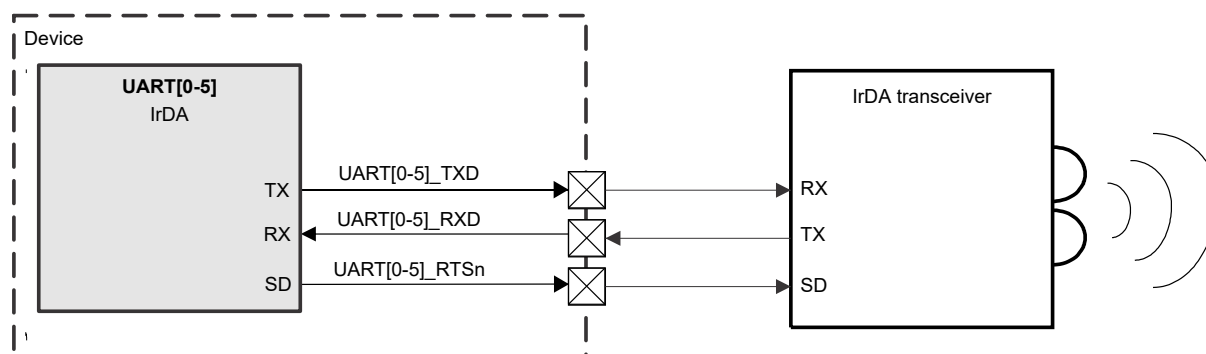 Device
UART[0-5]
IrDA
IrDA transceiver
TX
UART[0-5]_TXD
RX
RX
UART[0-5]_RXD
TX
SD
UART[0-5]_RTSn
SD